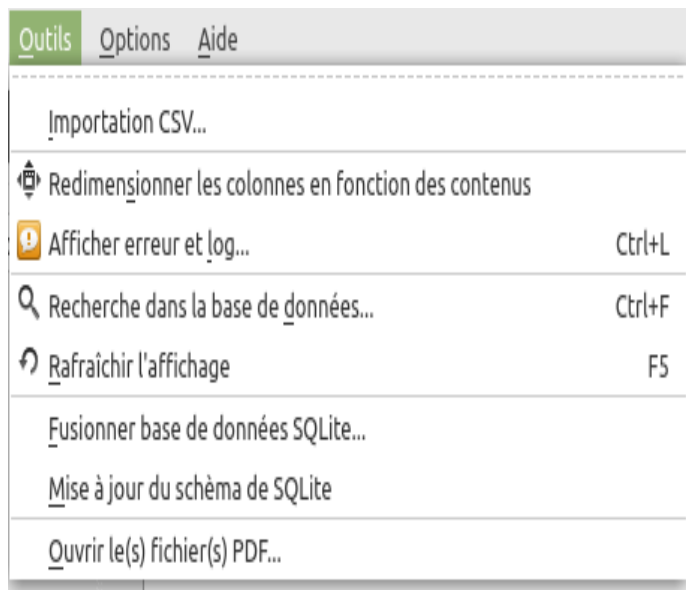 Outils Options Aide
Importation CSV...
Redimensionner les colonnes en fonction des contenus
Afficher erreur et log... Ctrl+L
Recherche dans la base de données... Ctrl+F
Rafraîchir l'affichage F5
Fusionner base de données SQLite...
Mise à jour du schèma de SQLite
Ouvrir le(s) fichier(s) PDF...